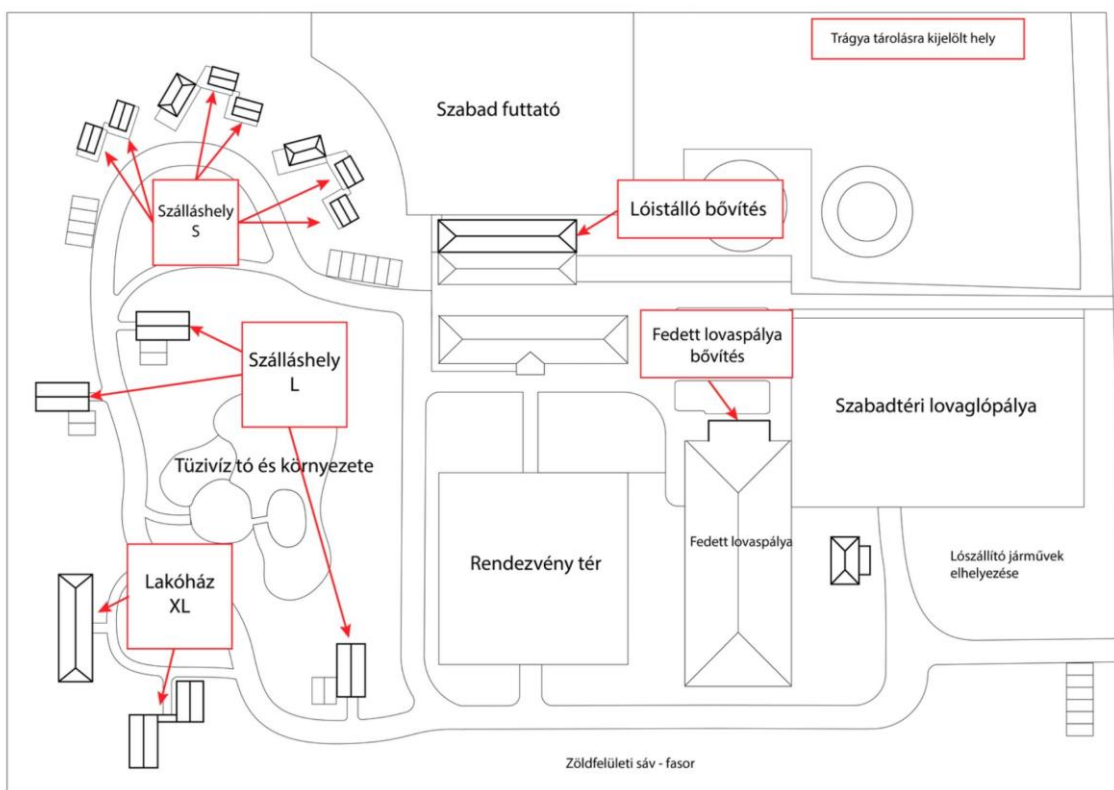 Trágya tárolásra kijelölt hely
Szabad futtató
Szálláshely
S
Lóistálló bővítés
Szálláshely
L
Fedett lovaspálya
bővítés
Szabadtéri lovaglópálya
Tüzivíz tó és környezete
Fedett lovaspálya
Rendezvény tér
Lószállító járművek
elhelyezése
Lakóház
XL
Zöldfelületi sáv - fasor